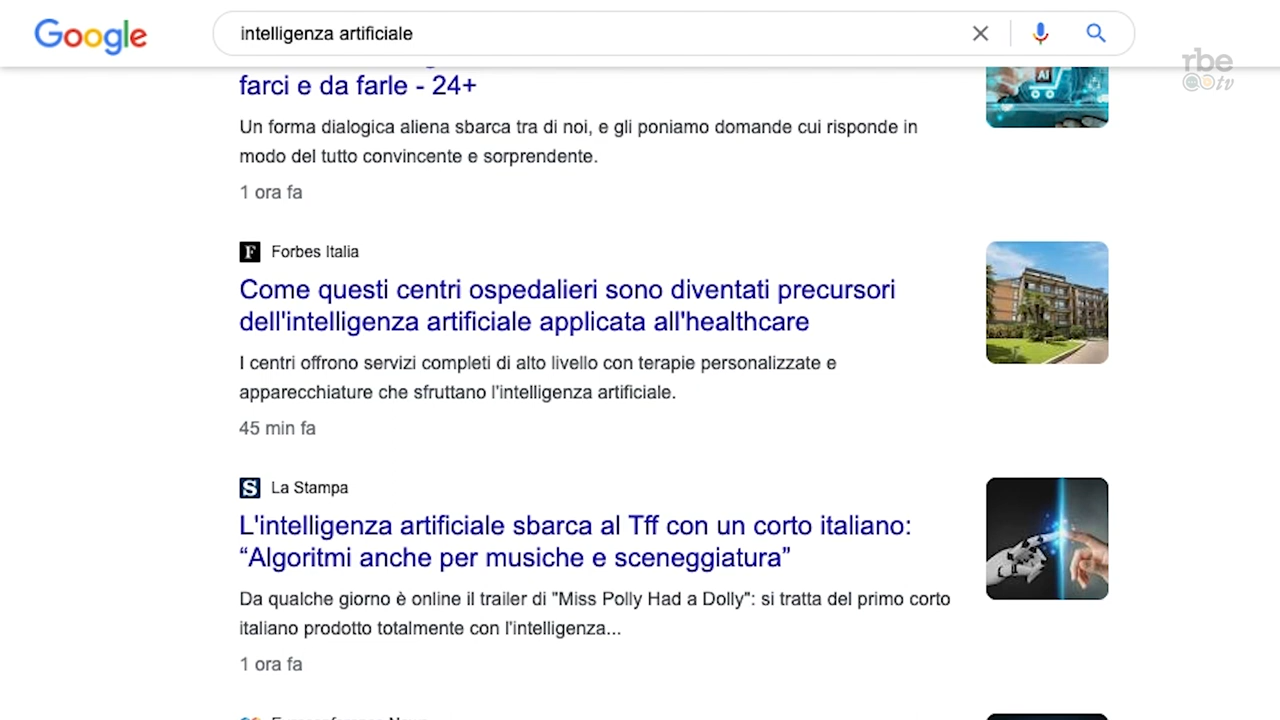 Google
intelligenza artificiale
rbe
tv
farci e da farle - 24+
AI
Un forma dialogica aliena sbarca tra di noi, e gli poniamo domande cui risponde in
modo del tutto convincente e sorprendente.
1 ora fa
F Forbes Italia
Come questi centri ospedalieri sono diventati precursori
dell'intelligenza artificiale applicata all'healthcare
I centri offrono servizi completi di alto livello con terapie personalizzate e
apparecchiature che sfruttano l'intelligenza artificiale.
45 min fa
S La Stampa
L'intelligenza artificiale sbarca al Tff con un corto italiano:
“Algoritmi anche per musiche e sceneggiatura”
Da qualche giorno è online il trailer di "Miss Polly Had a Dolly": si tratta del primo corto
italiano prodotto totalmente con l'intelligenza...
1 ora fa